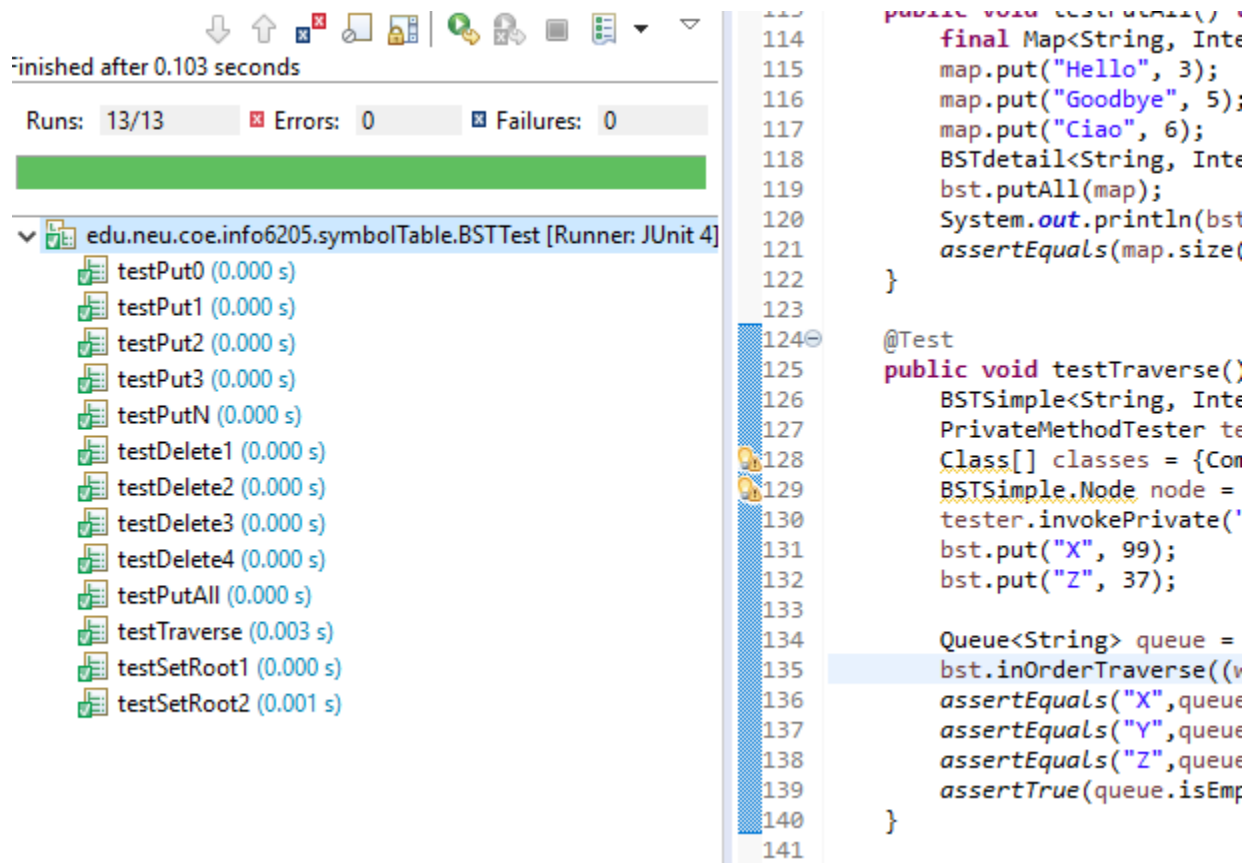 Finished after 0.103 seconds
Runs: 13/13 Errors: 0 Failures: 0
edu.neu.coe.info6205.symbolTable.BSTTest [Runner: JUnit 4]
testPut0 (0.000 s)
testPut1 (0.000 s)
testPut2 (0.000 s)
testPut3 (0.000 s)
testPutN (0.000 s)
testDelete1 (0.000 s)
testDelete2 (0.000 s)
testDelete3 (0.000 s)
testDelete4 (0.000 s)
testPutAll (0.000 s)
testTraverse (0.003 s)
testSetRoot1 (0.000 s)
testSetRoot2 (0.001 s)
113 public void testPutAll()
114 final Map<String, Inte
115 map.put("Hello", 3);
116 map.put("Goodbye", 5);
117 map.put("Ciao", 6);
118 BSTdetail<String, Inte
119 bst.putAll(map);
120 System.out.println(bst
121 assertEquals(map.size(
122 }
123
124 @Test
125 public void testTraverse()
126 BSTSimple<String, Inte
127 PrivateMethodTester te
128 Class[] classes = {Com
129 BSTSimple.Node node =
130 tester.invokePrivate("
131 bst.put("X", 99);
132 bst.put("Z", 37);
133
134 Queue<String> queue =
135 bst.inOrderTraverse((w
136 assertEquals("X",queue
137 assertEquals("Y",queue
138 assertEquals("Z",queue
139 assertTrue(queue.isEmp
140 }
141